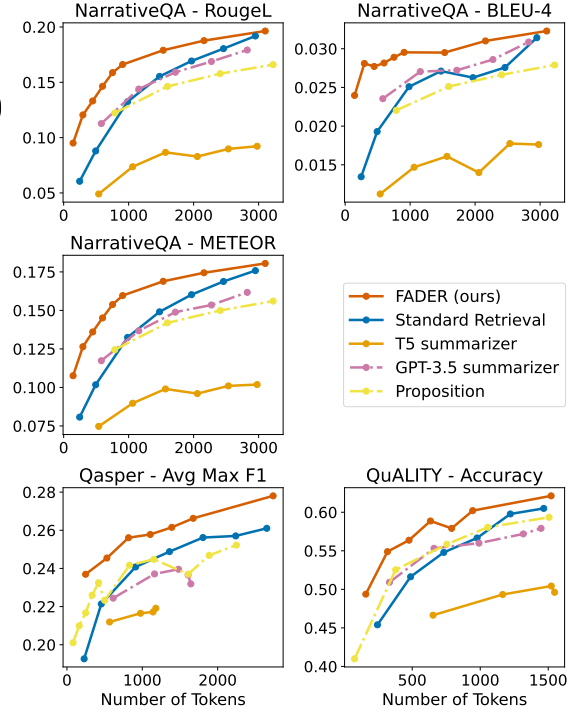 NarrativeQA - RougeL
0.20
0.15
0.10
0.05
0 1000 2000 3000
NarrativeQA - BLEU-4
0.030
0.025
0.020
0.015
0 1000 2000 3000
NarrativeQA - METEOR
0.175
0.150
0.125
0.100
0.075
0 1000 2000 3000
FADER (ours)
Standard Retrieval
T5 summarizer
GPT-3.5 summarizer
Proposition
Qasper - Avg Max F1
0.28
0.26
0.24
0.22
0.20
0 1000 2000
Number of Tokens
QuALITY - Accuracy
0.60
0.55
0.50
0.45
0.40
500 1000 1500
Number of Tokens